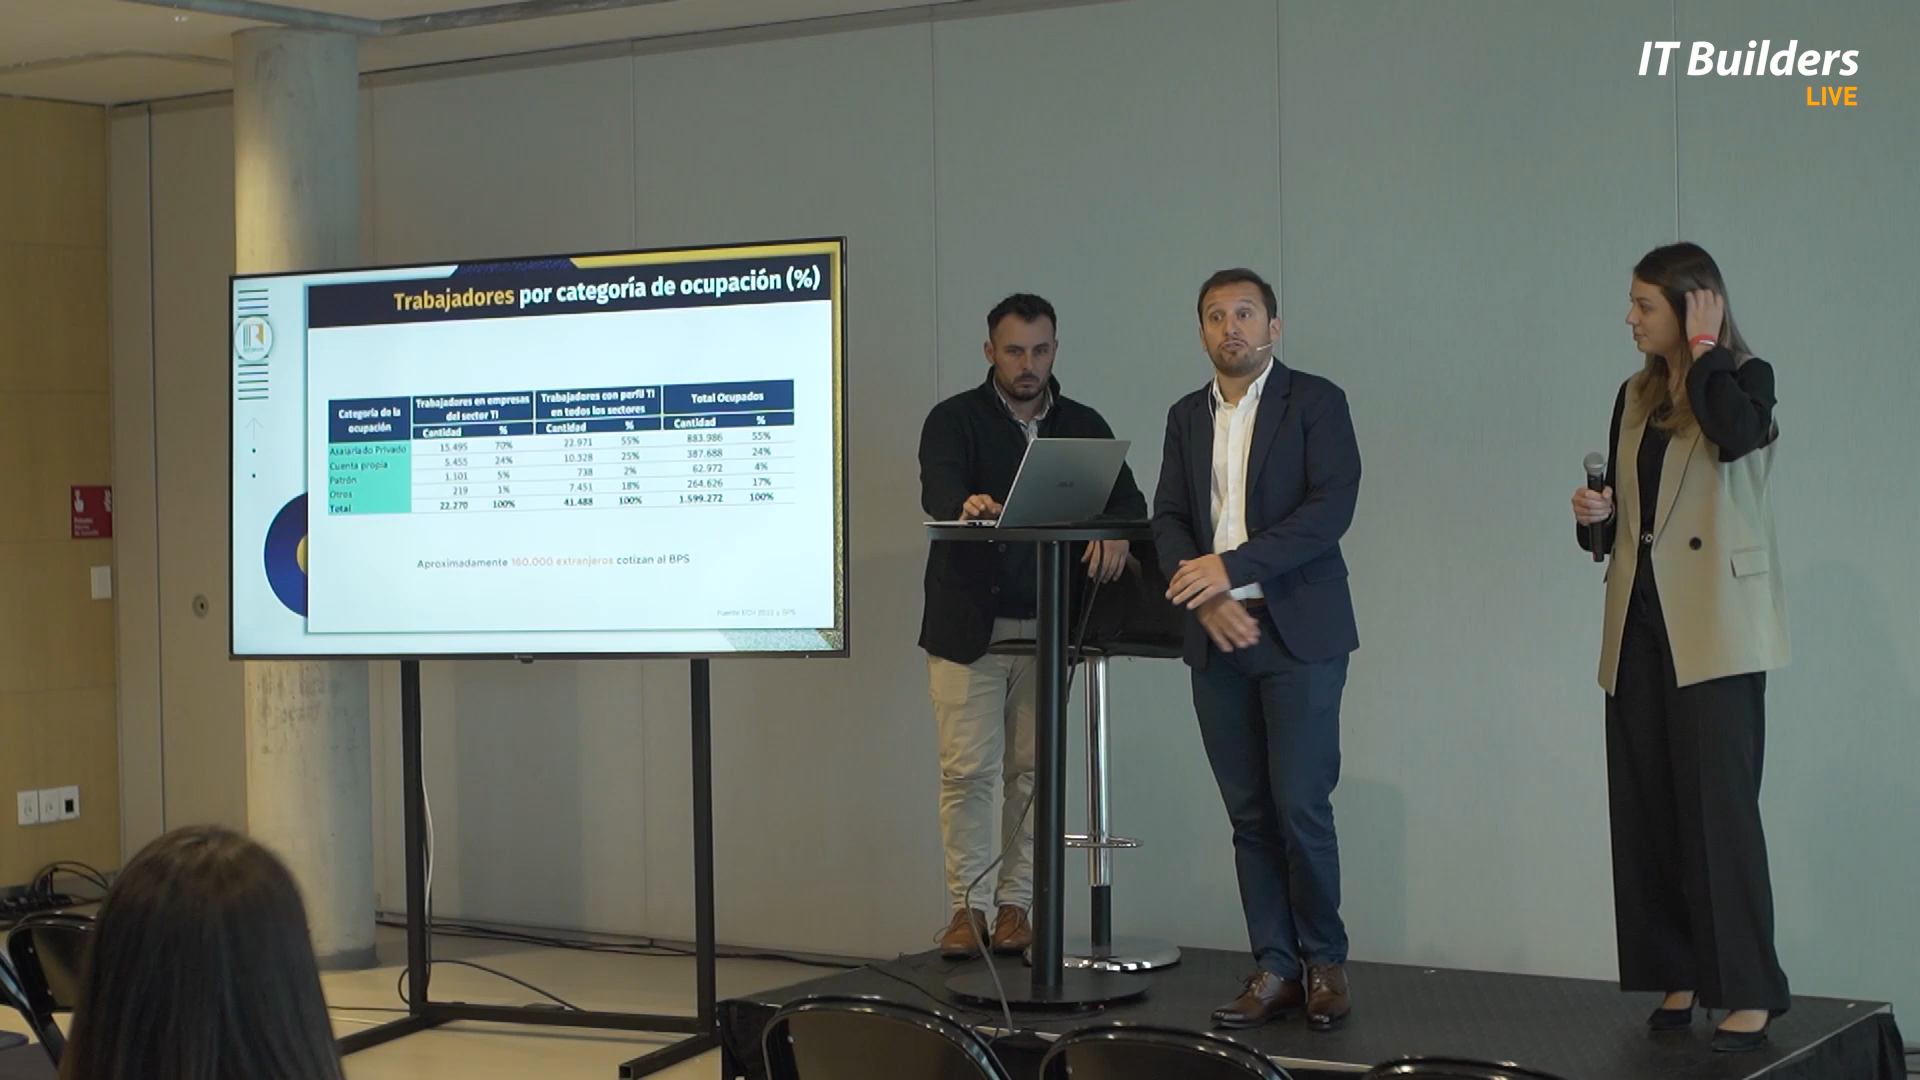 IT Builders
LIVE
Trabajadores por categoría de ocupación (%)
Categoría de la ocupación
Trabajadores en empresas del sector TI
Trabajadores con perfil TI en todos los sectores
Total Ocupados
Cantidad % Cantidad % Cantidad %
Asalariado Privado 15.495 70% 22.971 55% 883.986 55%
Cuenta propia 5.455 24% 10.328 25% 387.688 24%
Patrón 1.101 5% 738 2% 62.972 4%
Otros 219 1% 7.451 18% 264.626 17%
Total 22.270 100% 41.488 100% 1.599.272 100%
Aproximadamente 160.000 extranjeros cotizan al BPS